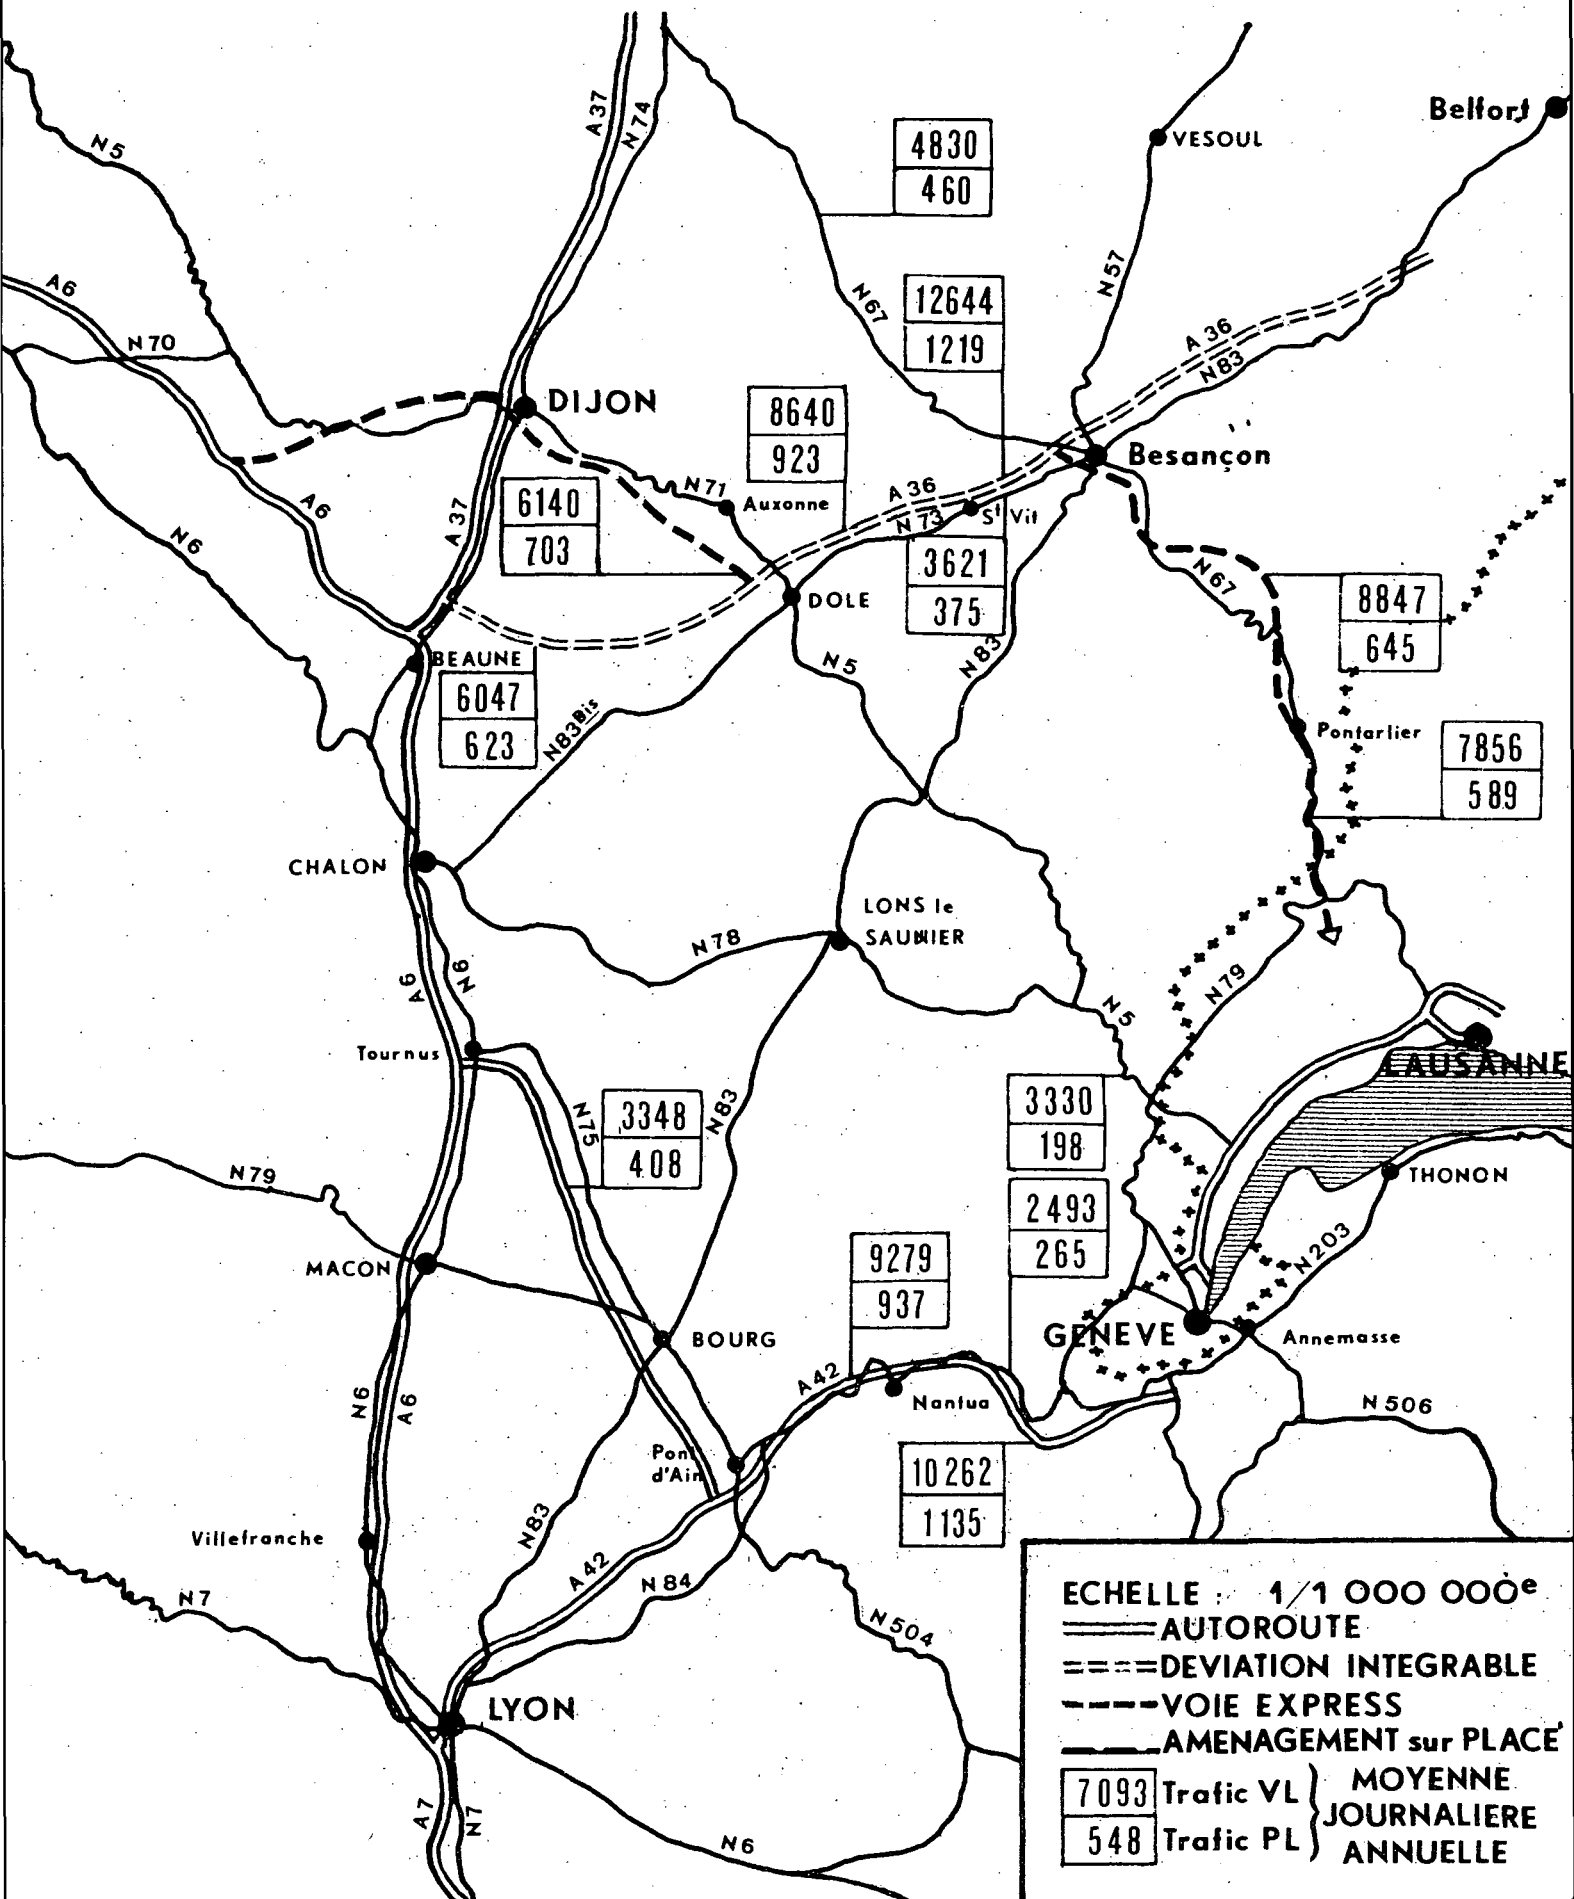 A37
N74
N5
4830
460
VESOUL
Belfort
A6
N70
N67
N57
12644
1219
A 36
N83
DIJON
8640
923
Besançon
A6
N6
A37
N71
Auxonne
6140
703
A 36
N 73
St Vit
3621
375
N67
8847
645
DOLE
BEAUNE
6047
623
N83Bis
N5
N83
Pontarlier
7856
589
CHALON
LONS le
SAUNIER
N78
A6
N6
N79
N5
Tournus
LAUSANNE
N75
3348
408
N83
3330
198
N79
THONON
2493
265
N203
MACON
9279
937
BOURG
GENEVE
Annemasse
N6
A6
A42
Nantua
N 506
Pont
d'Ain
10262
1135
Villefranche
N83
A42
N84
N7
N504
LYON
A7
N7
N6
ECHELLE : 1/1 000 000e
AUTOROUTE
DEVIATION INTEGRABLE
VOIE EXPRESS
AMENAGEMENT sur PLACE
7093 Trafic VL
548 Trafic PL
MOYENNE
JOURNALIERE
ANNUELLE